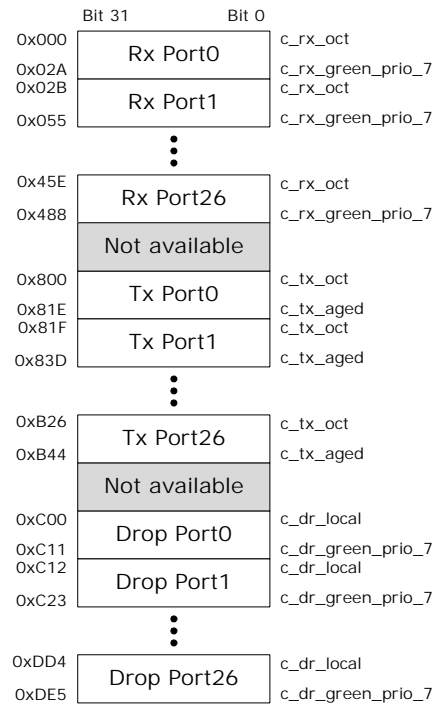 Bit 31 Bit 0
0x000 c_rx_oct
Rx Port0
0x02A c_rx_green_prio_7
0x02B c_rx_oct
Rx Port1
0x055 c_rx_green_prio_7
0x45E c_rx_oct
Rx Port26
0x488 c_rx_green_prio_7
Not available
0x800 c_tx_oct
Tx Port0
0x81E c_tx_aged
0x81F c_tx_oct
Tx Port1
0x83D c_tx_aged
0xB26 c_tx_oct
Tx Port26
0xB44 c_tx_aged
Not available
0xC00 c_dr_local
Drop Port0
0xC11 c_dr_green_prio_7
0xC12 c_dr_local
Drop Port1
0xC23 c_dr_green_prio_7
0xDD4 c_dr_local
Drop Port26
0xDE5 c_dr_green_prio_7